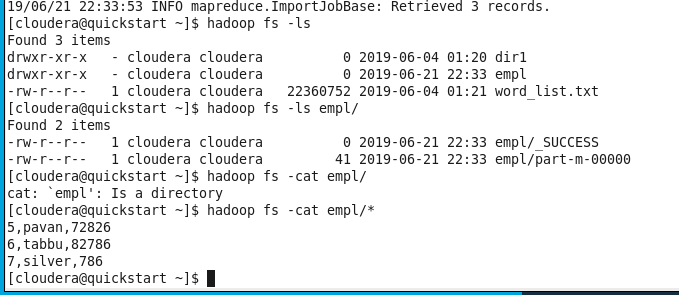 19/06/21 22:33:53 INFO mapreduce.ImportJobBase: Retrieved 3 records.
[cloudera@quickstart ~]$ hadoop fs -ls
Found 3 items
drwxr-xr-x   - cloudera cloudera          0 2019-06-04 01:20 dir1
drwxr-xr-x   - cloudera cloudera          0 2019-06-21 22:33 empl
-rw-r--r--   1 cloudera cloudera   22360752 2019-06-04 01:21 word_list.txt
[cloudera@quickstart ~]$ hadoop fs -ls empl/
Found 2 items
-rw-r--r--   1 cloudera cloudera          0 2019-06-21 22:33 empl/_SUCCESS
-rw-r--r--   1 cloudera cloudera         41 2019-06-21 22:33 empl/part-m-00000
[cloudera@quickstart ~]$ hadoop fs -cat empl/
cat: `empl': Is a directory
[cloudera@quickstart ~]$ hadoop fs -cat empl/*
5,pavan,72826
6,tabbu,82786
7,silver,786
[cloudera@quickstart ~]$